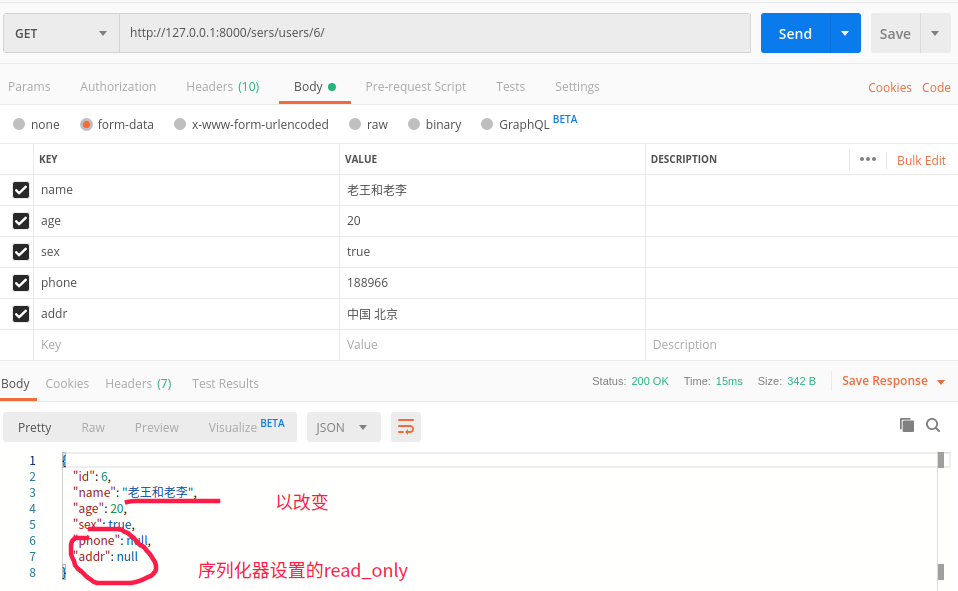 GET http://127.0.0.1:8000/sers/users/6/ Send Save
Params Authorization Headers (10) Body Pre-request Script Tests Settings Cookies Code
none form-data x-www-form-urlencoded raw binary GraphQL BETA
KEY VALUE DESCRIPTION Bulk Edit
name 老王和老李
age 20
sex true
phone 188966
addr 中国 北京
Key Value Description
Body Cookies Headers (7) Test Results Status: 200 OK Time: 15ms Size: 342 B Save Response
Pretty Raw Preview Visualize BETA JSON
1 {
2 "id": 6,
3 "name": "老王和老李",
以改变
4 "age": 20,
5 "sex": true,
6 "phone": null,
7 "addr": null
序列化器设置的read_only
8 }